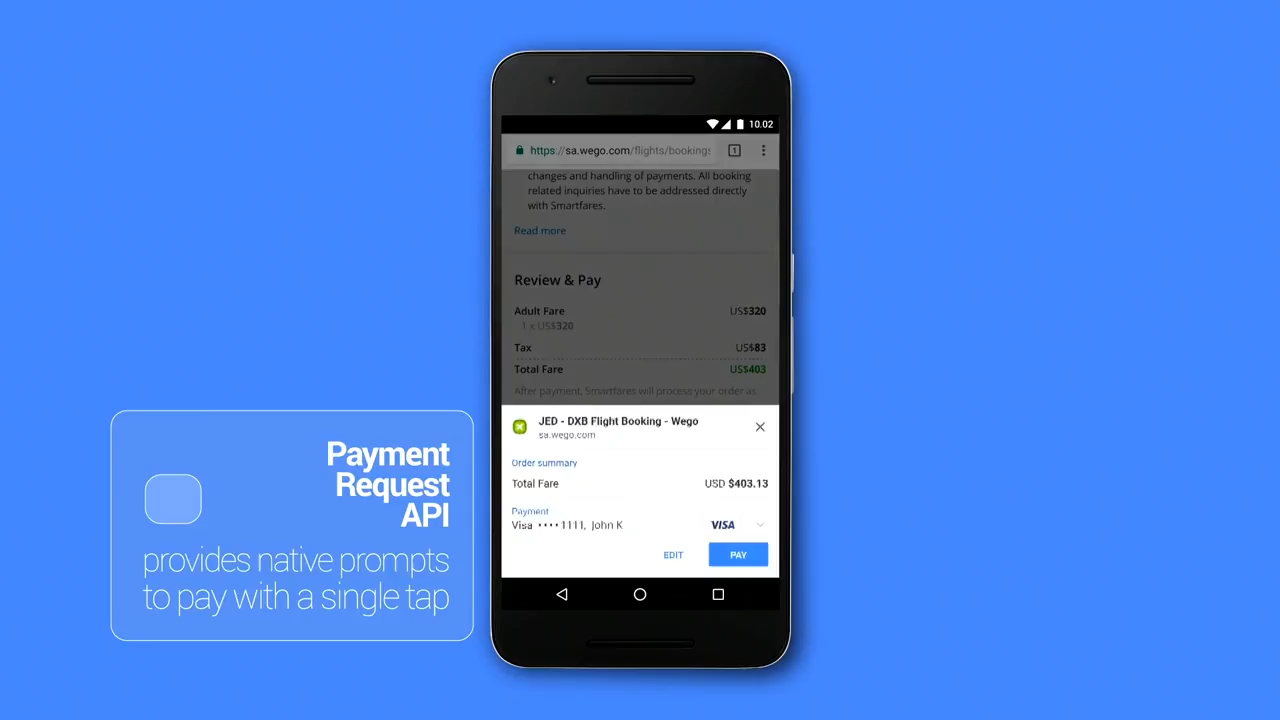 10.02
https://sa.wego.com/flights/bookings
1
changes and handling of payments. All booking
related inquiries have to be addressed directly
with Smartfares.
Read more
Review & Pay
Adult Fare US$320
1 x US$320
Tax US$83
Total Fare US$403
After payment, Smartfares will process your order as
JED - DXB Flight Booking - Wego
sa.wego.com
Order summary
Total Fare USD $403.13
Payment
Visa ••••1111, John K VISA
EDIT PAY
Payment
Request
API
provides native prompts
to pay with a single tap